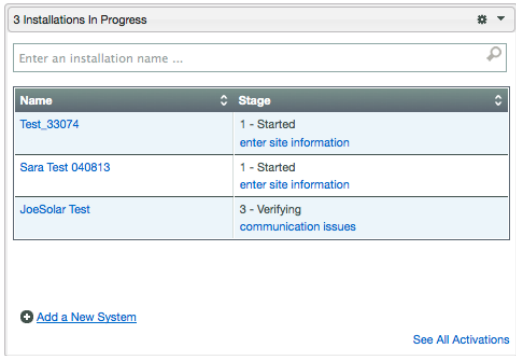 3 Installations In Progress
Enter an installation name ...
Name Stage
Test_33074 1 - Started
enter site information
Sara Test 040813 1 - Started
enter site information
JoeSolar Test 3 - Verifying
communication issues
Add a New System
See All Activations